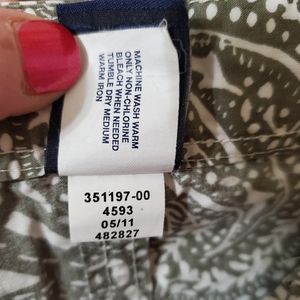 MACHINE WASH WARM
ONLY NON-CHLORINE
BLEACH WHEN NEEDED
TUMBLE DRY MEDIUM
WARM IRON
351197-00
4593
05/11
482827